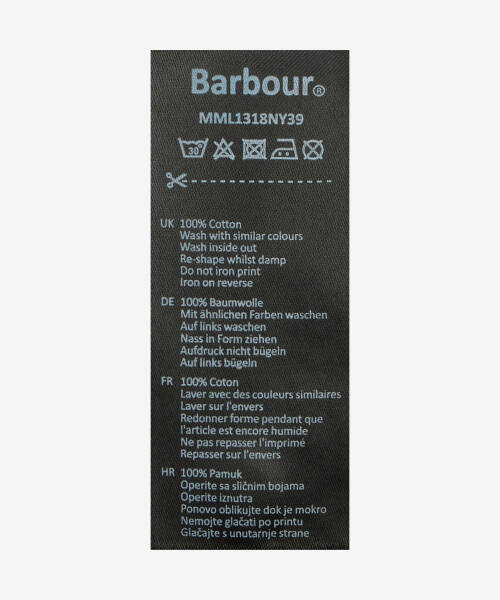 Barbour®
MML1318NY39
30
UK 100% Cotton
Wash with similar colours
Wash inside out
Re-shape whilst damp
Do not iron print
Iron on reverse
DE 100% Baumwolle
Mit ähnlichen Farben waschen
Auf links waschen
Nass in Form ziehen
Aufdruck nicht bügeln
Auf links bügeln
FR 100% Coton
Laver avec des couleurs similaires
Laver sur l'envers
Redonner forme pendant que
l'article est encore humide
Ne pas repasser l'imprimé
Repasser sur l'envers
HR 100% Pamuk
Operite sa sličnim bojama
Operite iznutra
Ponovo oblikujte dok je mokro
Nemojte glačati po printu
Glačajte s unutarnje strane